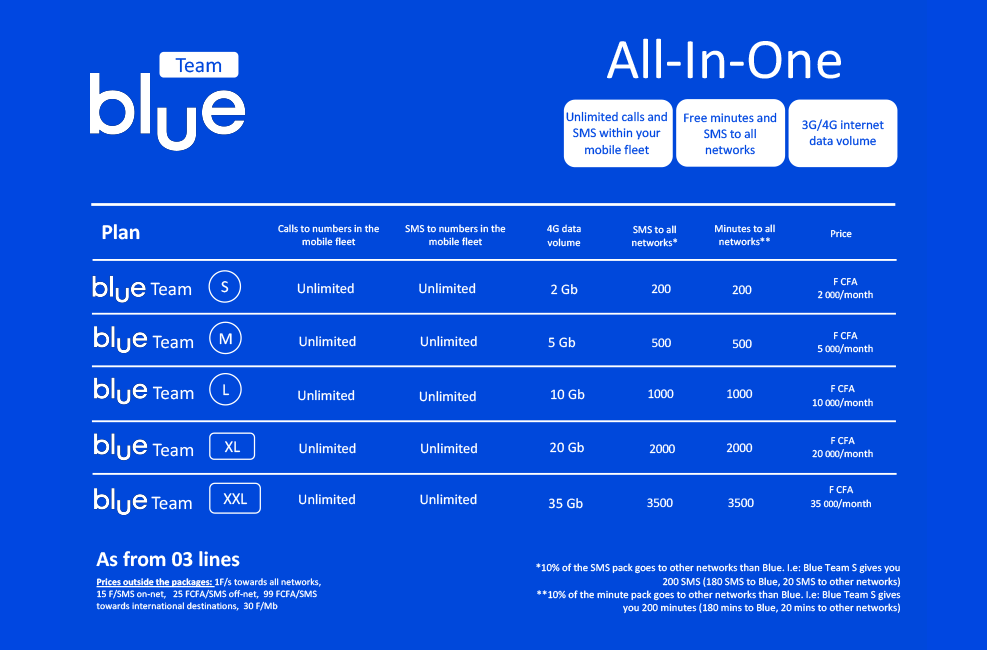 Team
blue
All-In-One
Unlimited calls and
SMS within your
mobile fleet
Free minutes and
SMS to all
networks
3G/4G internet
data volume
Plan
Calls to numbers in the
mobile fleet
SMS to numbers in the
mobile fleet
4G data
volume
SMS to all
networks*
Minutes to all
networks**
Price
blue Team S Unlimited Unlimited 2 Gb 200 200 F CFA
2 000/month
blue Team M Unlimited Unlimited 5 Gb 500 500 F CFA
5 000/month
blue Team L Unlimited Unlimited 10 Gb 1000 1000 F CFA
10 000/month
blue Team XL Unlimited Unlimited 20 Gb 2000 2000 F CFA
20 000/month
blue Team XXL Unlimited Unlimited 35 Gb 3500 3500 F CFA
35 000/month
As from 03 lines
Prices outside the packages: 1F/s towards all networks,
15 F/SMS on-net, 25 FCFA/SMS off-net, 99 FCFA/SMS
towards international destinations, 30 F/Mb
*10% of the SMS pack goes to other networks than Blue. I.e: Blue Team S gives you
200 SMS (180 SMS to Blue, 20 SMS to other networks)
**10% of the minute pack goes to other networks than Blue. I.e: Blue Team S gives
you 200 minutes (180 mins to Blue, 20 mins to other networks)